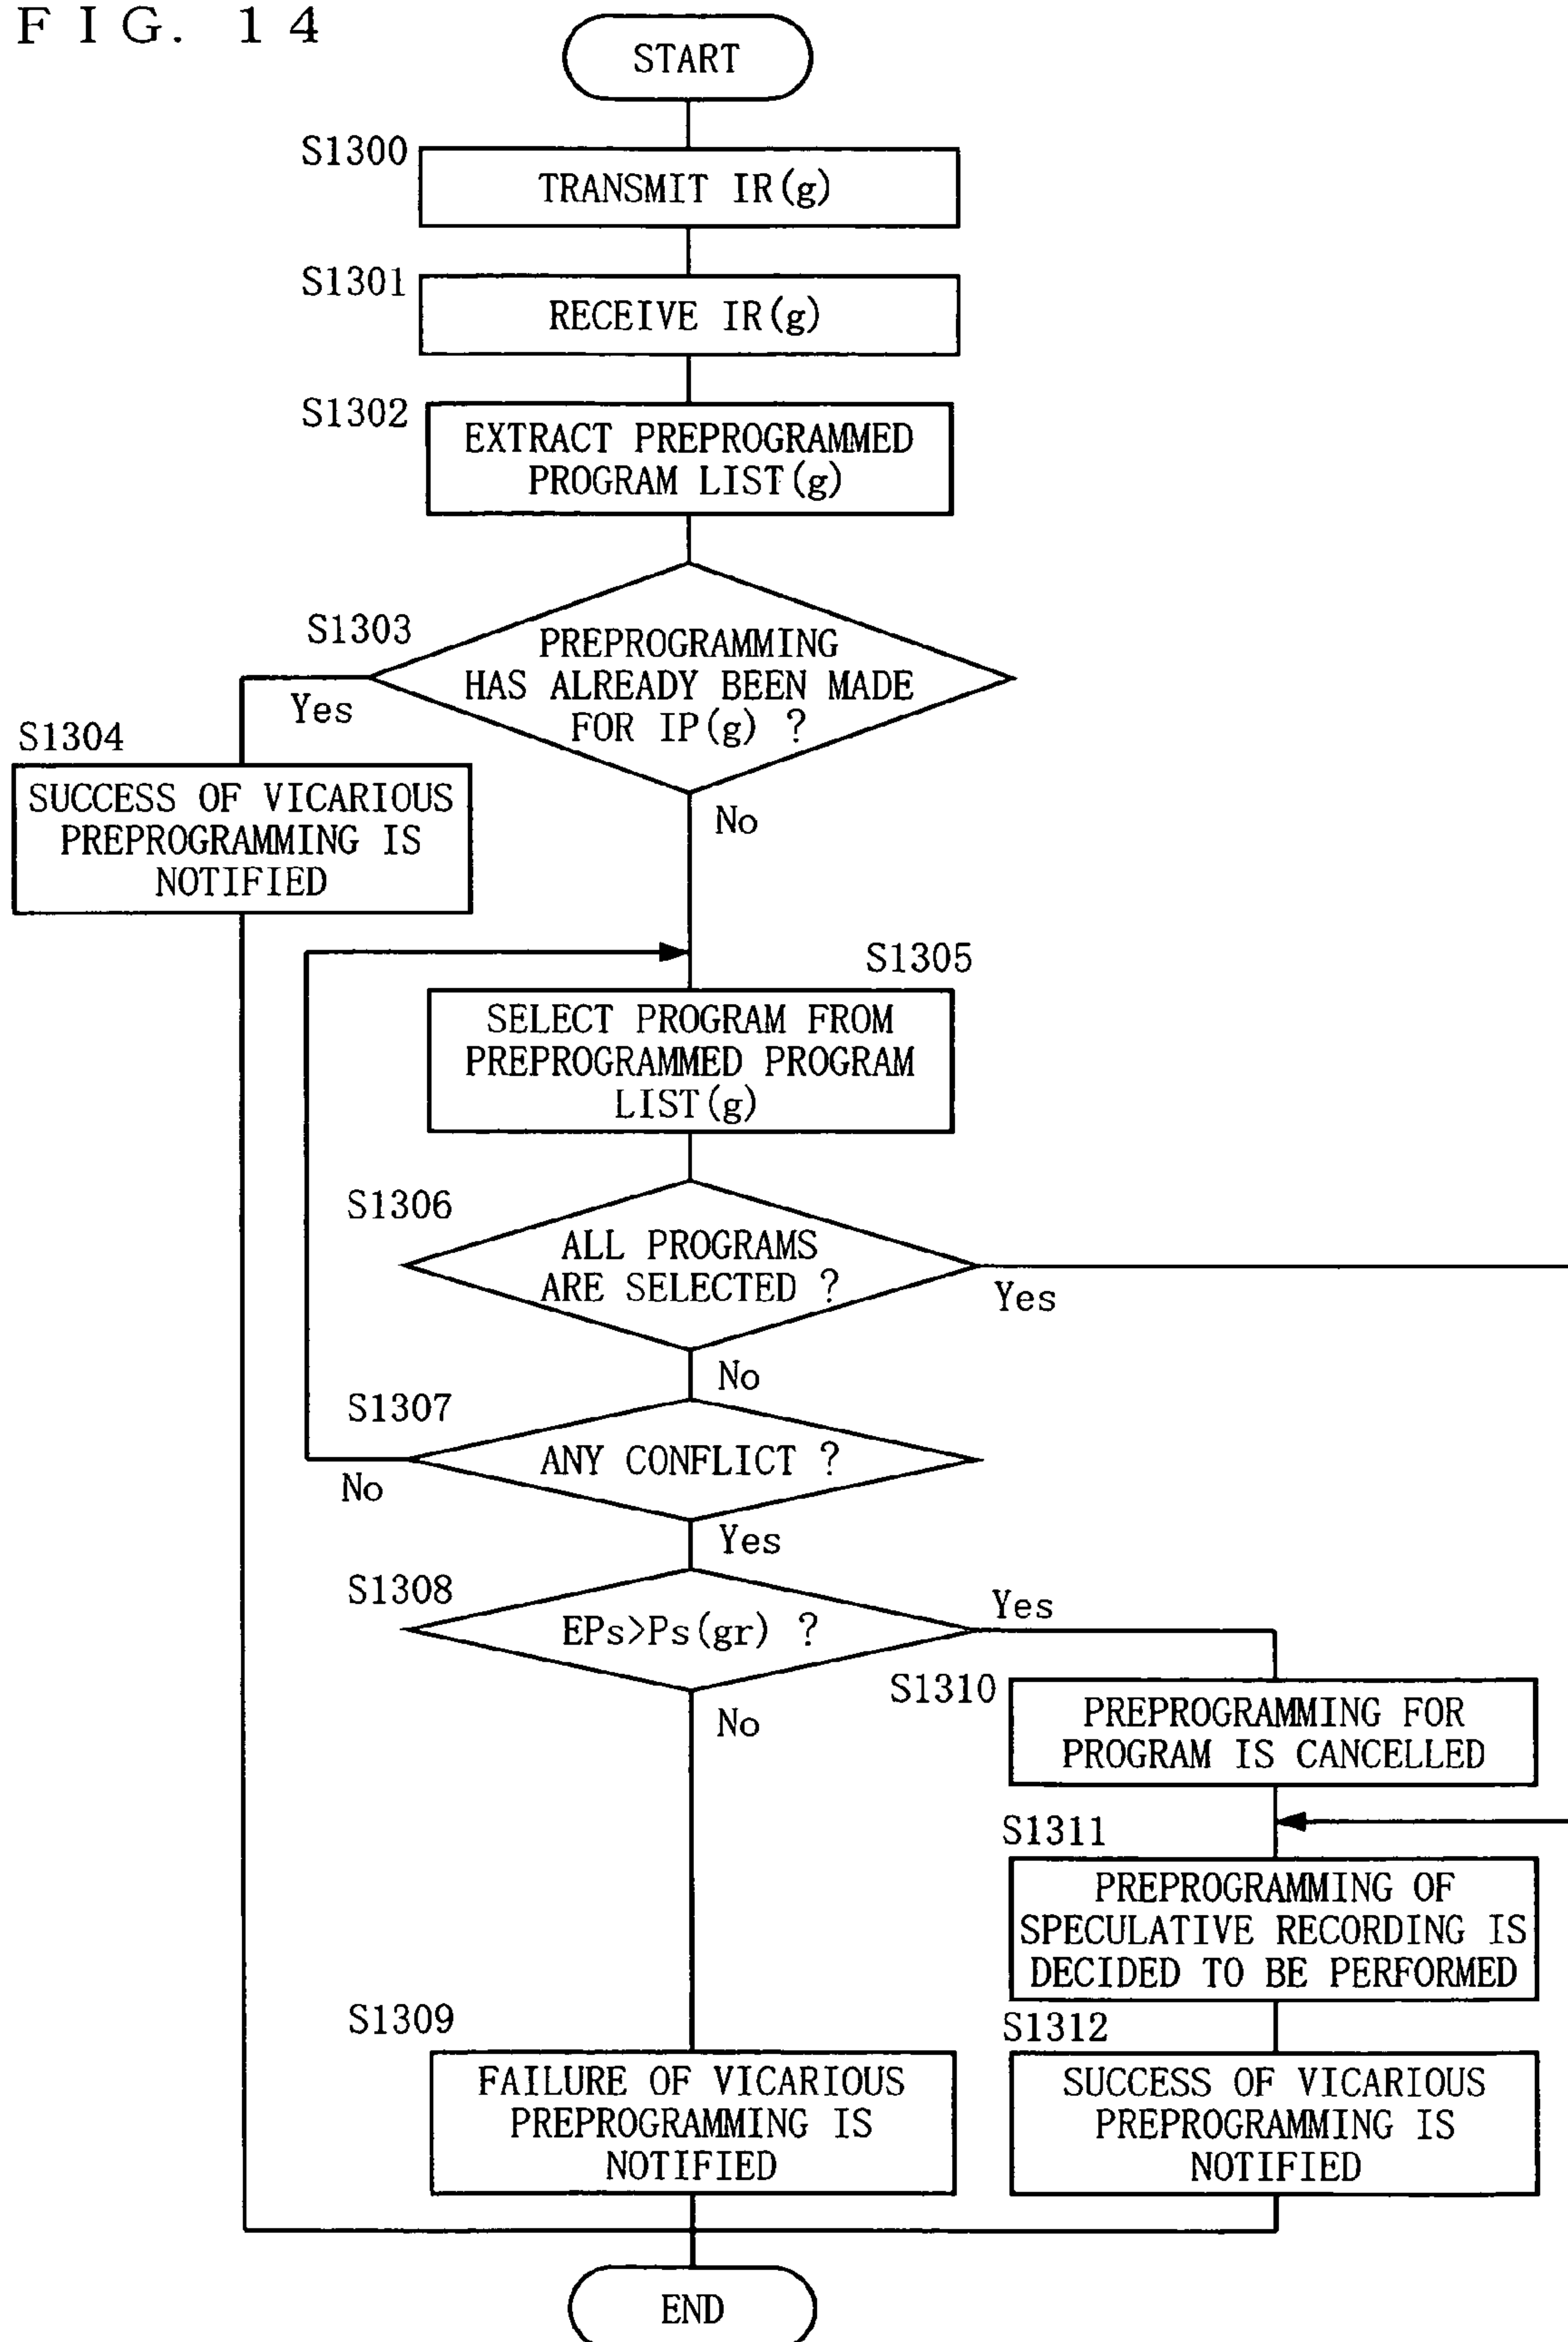 FIG. 14
START
S1300
TRANSMIT IR(g)
S1301
RECEIVE IR(g)
S1302
EXTRACT PREPROGRAMMED
PROGRAM LIST(g)
S1303
PREPROGRAMMING
HAS ALREADY BEEN MADE
FOR IP(g) ?
Yes
No
S1304
SUCCESS OF VICARIOUS
PREPROGRAMMING IS
NOTIFIED
S1305
SELECT PROGRAM FROM
PREPROGRAMMED PROGRAM
LIST(g)
S1306
ALL PROGRAMS
ARE SELECTED ?
Yes
No
S1307
ANY CONFLICT ?
No
Yes
S1308
EPs>Ps(gr) ?
Yes
No
S1310
PREPROGRAMMING FOR
PROGRAM IS CANCELLED
S1311
PREPROGRAMMING OF
SPECULATIVE RECORDING IS
DECIDED TO BE PERFORMED
S1309
FAILURE OF VICARIOUS
PREPROGRAMMING IS
NOTIFIED
S1312
SUCCESS OF VICARIOUS
PREPROGRAMMING IS
NOTIFIED
END